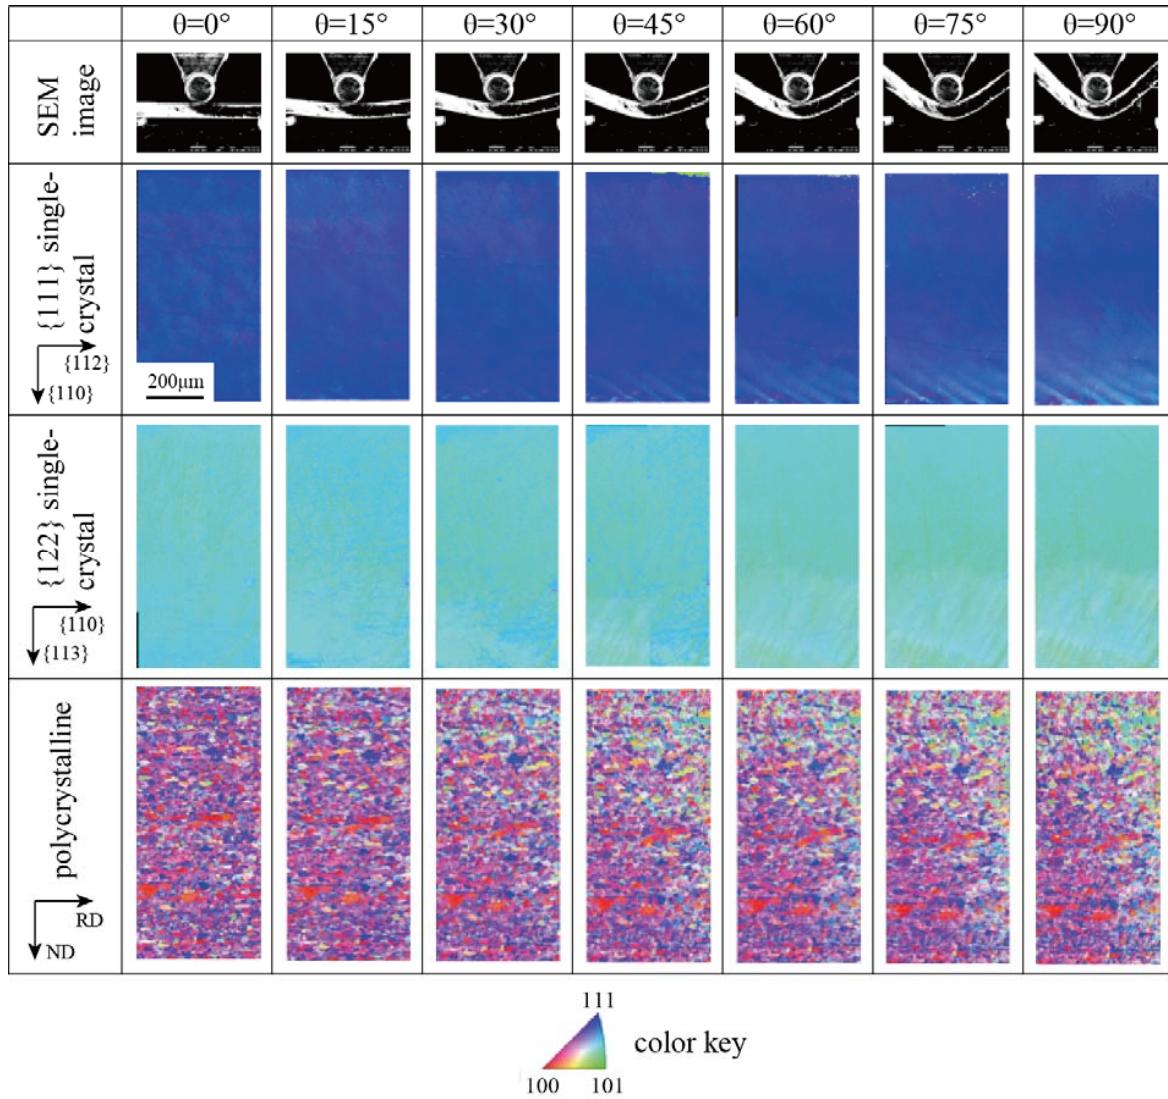 θ=0° θ=15° θ=30° θ=45° θ=60° θ=75° θ=90°
SEM
image
{111} single-
crystal
{112}
{110}
200μm
{122} single-
crystal
{110}
{113}
polycrystalline
RD
ND
111
color key
100 101